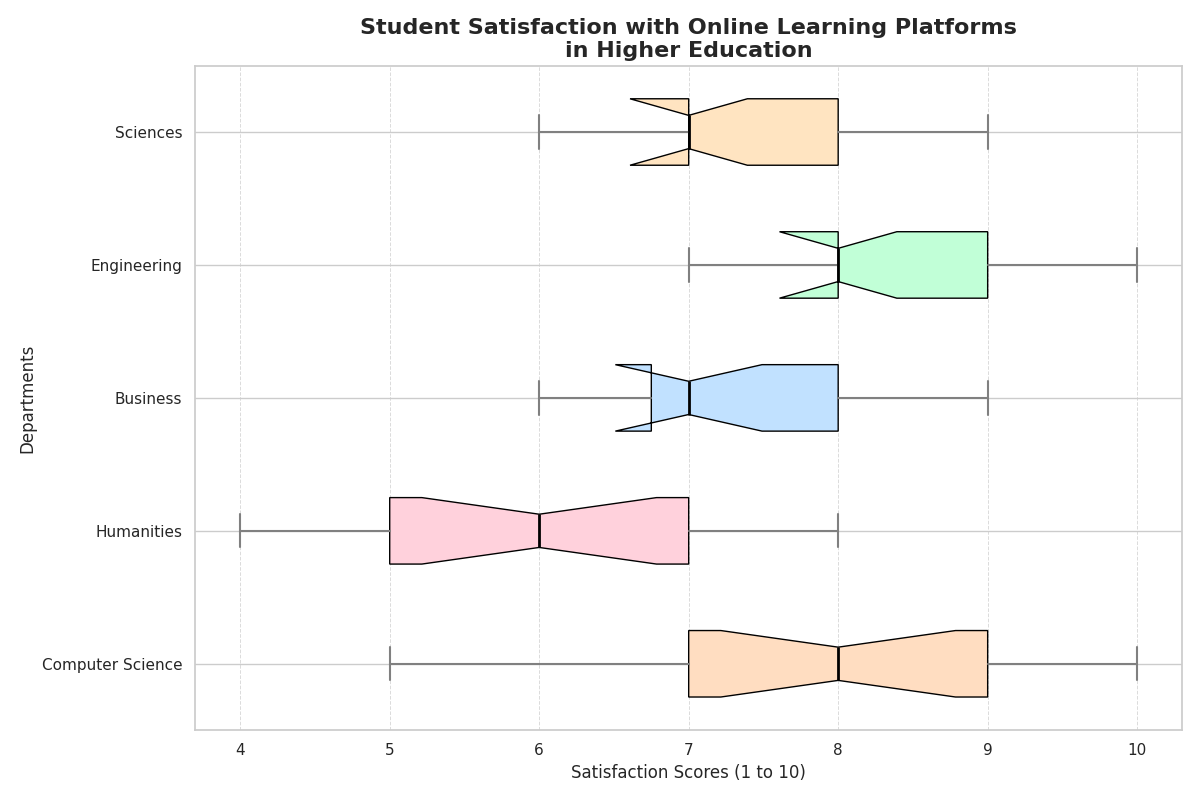 Student Satisfaction with Online Learning Platforms
in Higher Education
Departments
Sciences
Engineering
Business
Humanities
Computer Science
4 5 6 7 8 9 10
Satisfaction Scores (1 to 10)